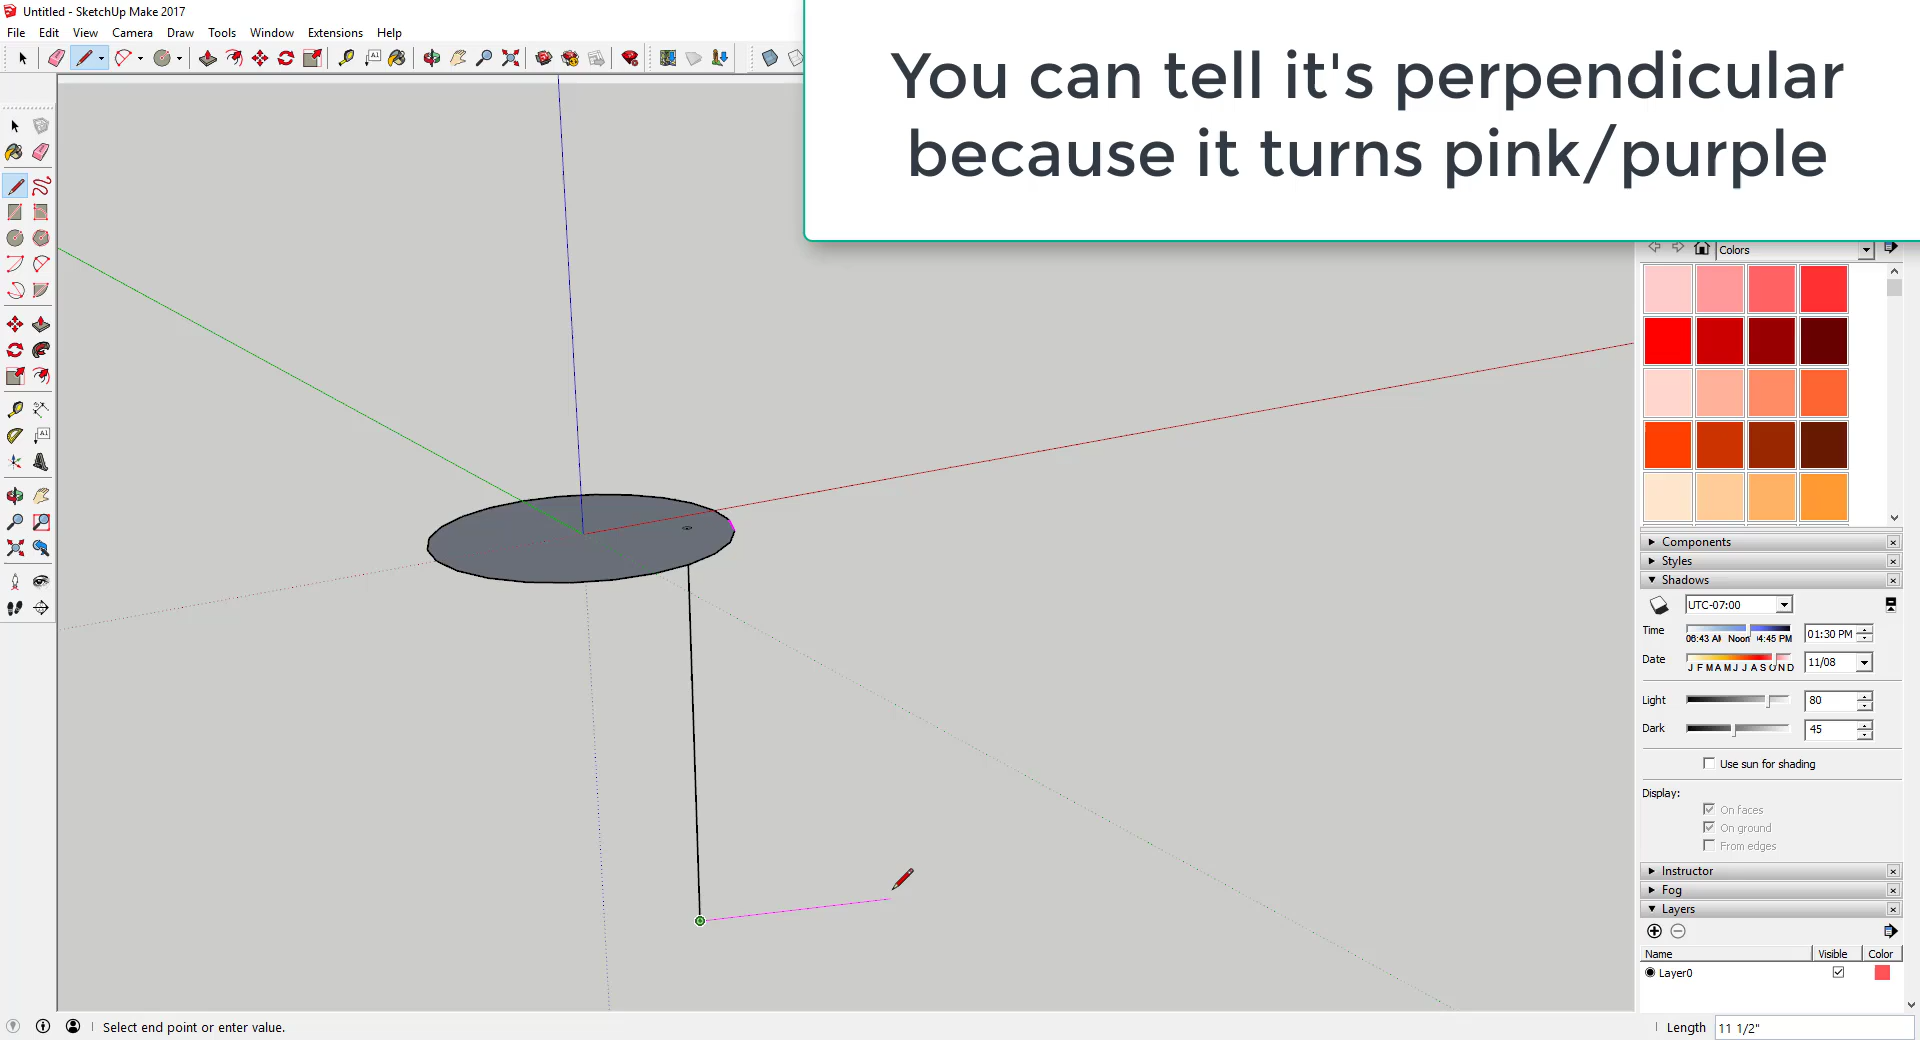 Untitled - SketchUp Make 2017
File Edit View Camera Draw Tools Window Extensions Help
You can tell it's perpendicular
because it turns pink/purple
A1
Colors
A1
Components
Styles
Shadows
UTC-07:00
Time
06:43 AM Noon 04:45 PM
01:30 PM
Date
J F M A M J J A S O N D
11/08
Light
80
Dark
45
Use sun for shading
Display:
On faces
On ground
From edges
Instructor
Fog
Layers
Name Visible Color
Layer0
Select end point or enter value.
Length 11 1/2"